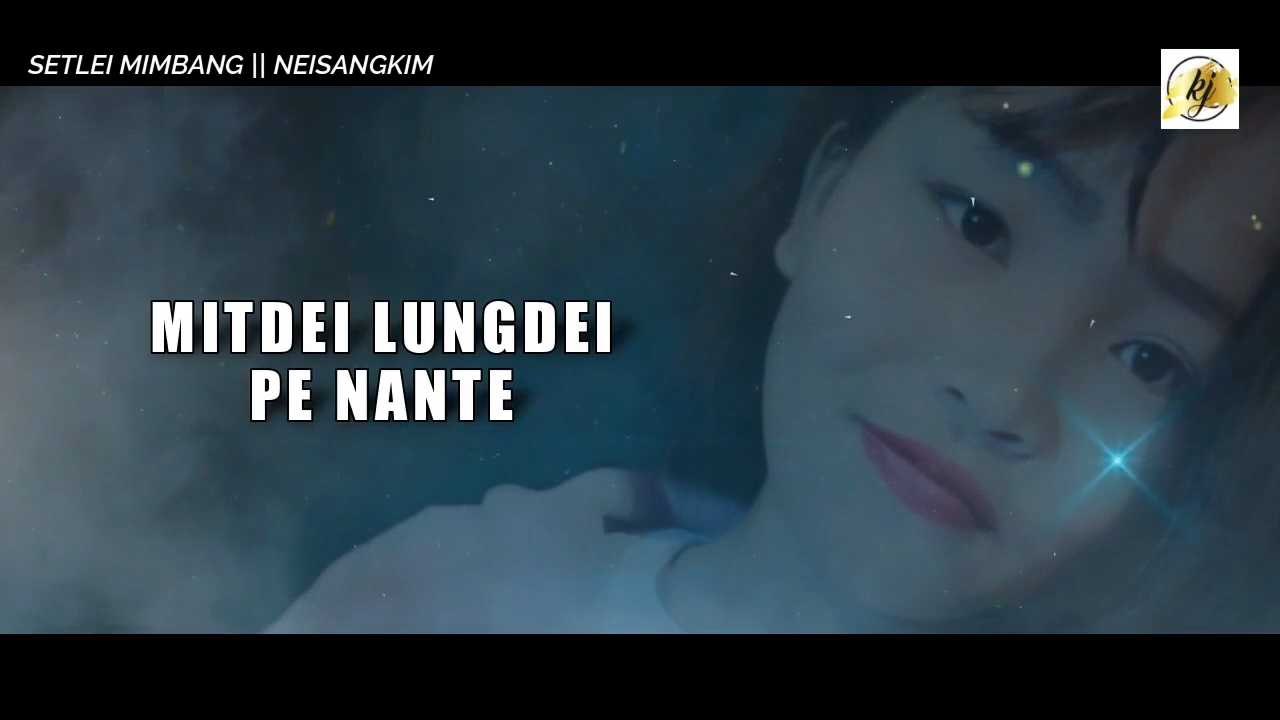 SETLEI MIMBANG || NEISANGKIM
kj
MITDEI LUNGDEI
PE NANTE